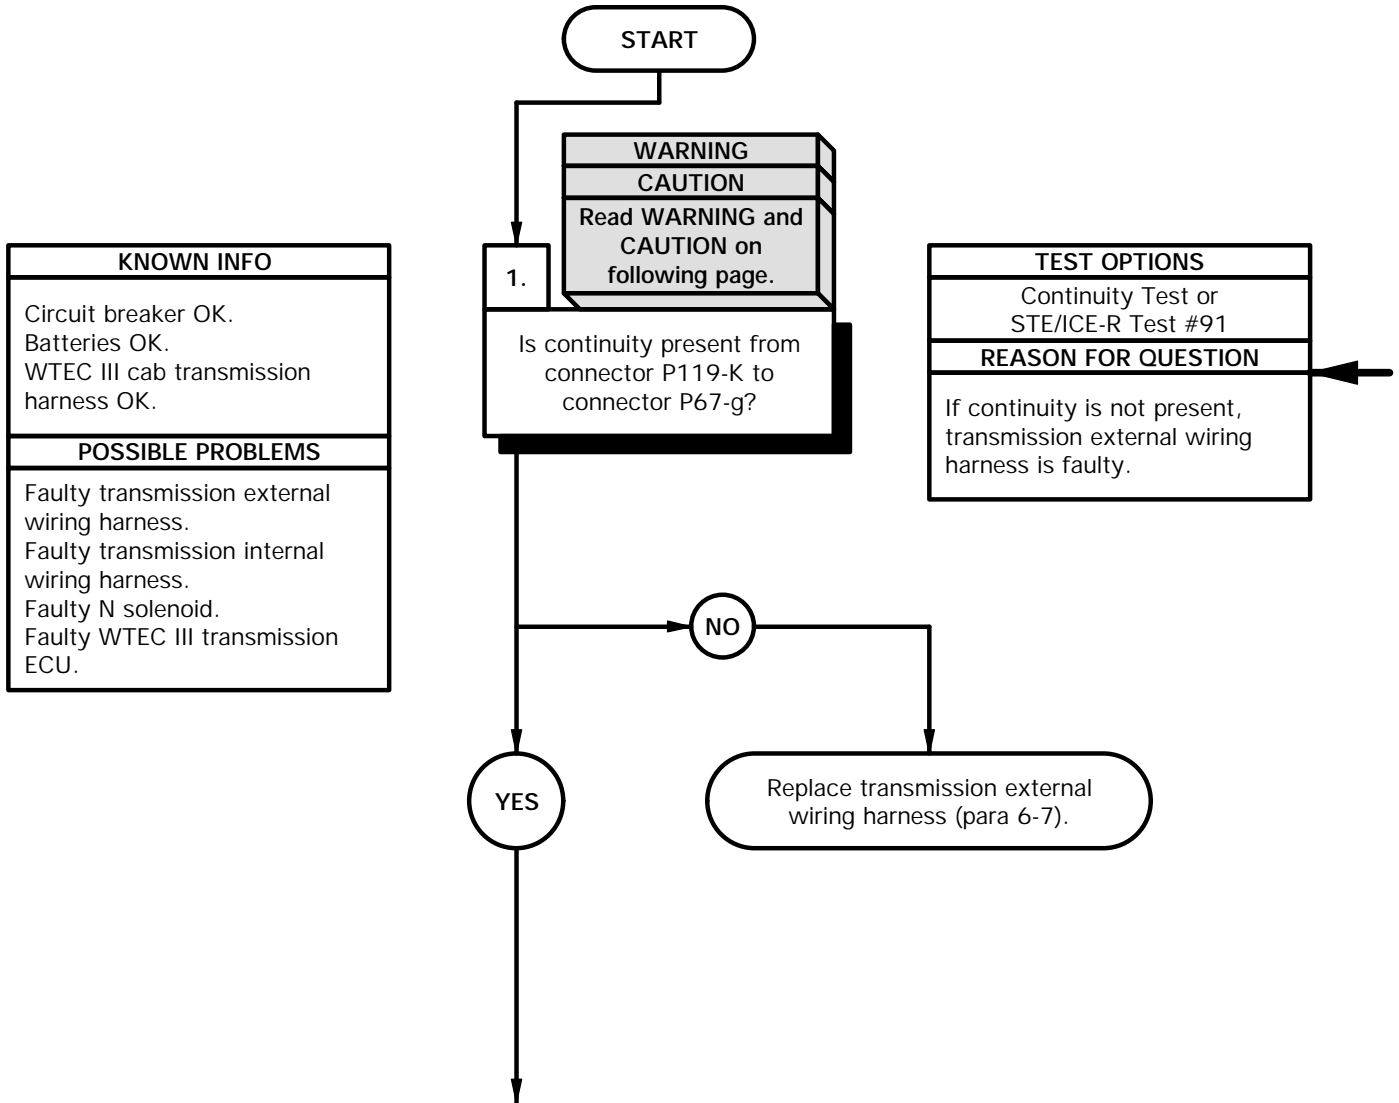 START
WARNING
CAUTION
Read WARNING and
CAUTION on
following page.
1.
Is continuity present from
connector P119-K to
connector P67-g?
KNOWN INFO
Circuit breaker OK.
Batteries OK.
WTEC III cab transmission
harness OK.
POSSIBLE PROBLEMS
Faulty transmission external
wiring harness.
Faulty transmission internal
wiring harness.
Faulty N solenoid.
Faulty WTEC III transmission
ECU.
TEST OPTIONS
Continuity Test or
STE/ICE-R Test #91
REASON FOR QUESTION
If continuity is not present,
transmission external wiring
harness is faulty.
NO
YES
Replace transmission external
wiring harness (para 6-7).